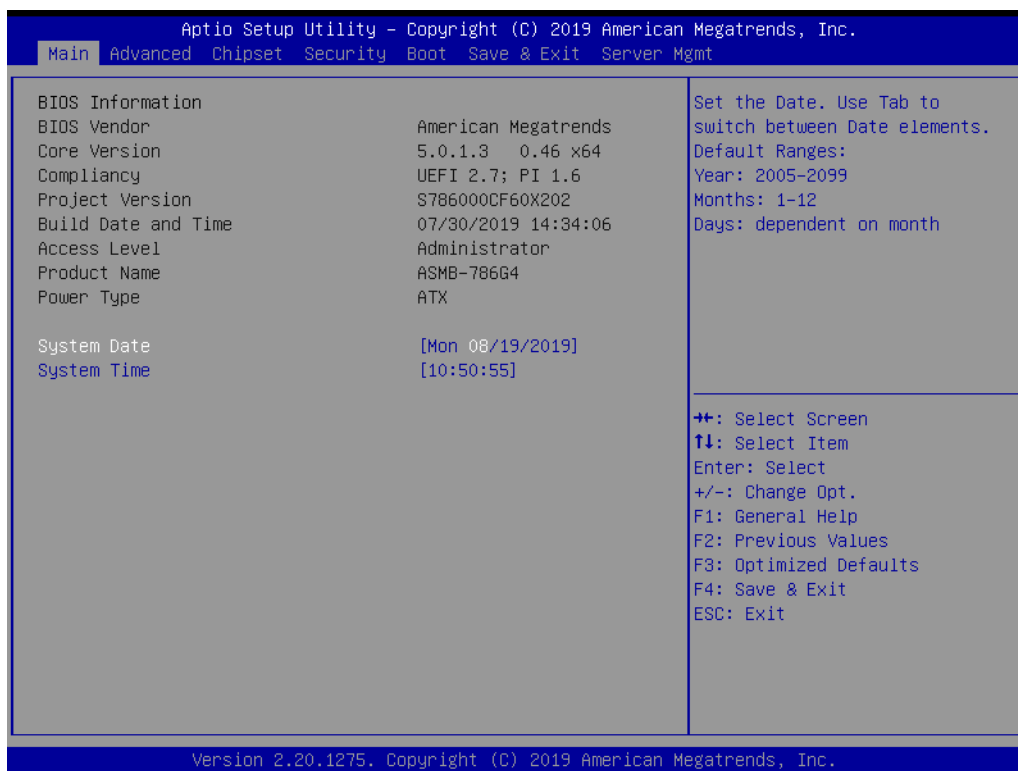 Aptio Setup Utility – Copyright (C) 2019 American Megatrends, Inc.
Main Advanced Chipset Security Boot Save & Exit Server Mgmt
BIOS Information
BIOS Vendor American Megatrends
Core Version 5.0.1.3 0.46 x64
Compliancy UEFI 2.7; PI 1.6
Project Version S786000CF60X202
Build Date and Time 07/30/2019 14:34:06
Access Level Administrator
Product Name ASMB-786G4
Power Type ATX
System Date [Mon 08/19/2019]
System Time [10:50:55]
Set the Date. Use Tab to
switch between Date elements.
Default Ranges:
Year: 2005-2099
Months: 1-12
Days: dependent on month
→←: Select Screen
↑↓: Select Item
Enter: Select
+/-: Change Opt.
F1: General Help
F2: Previous Values
F3: Optimized Defaults
F4: Save & Exit
ESC: Exit
Version 2.20.1275. Copyright (C) 2019 American Megatrends, Inc.